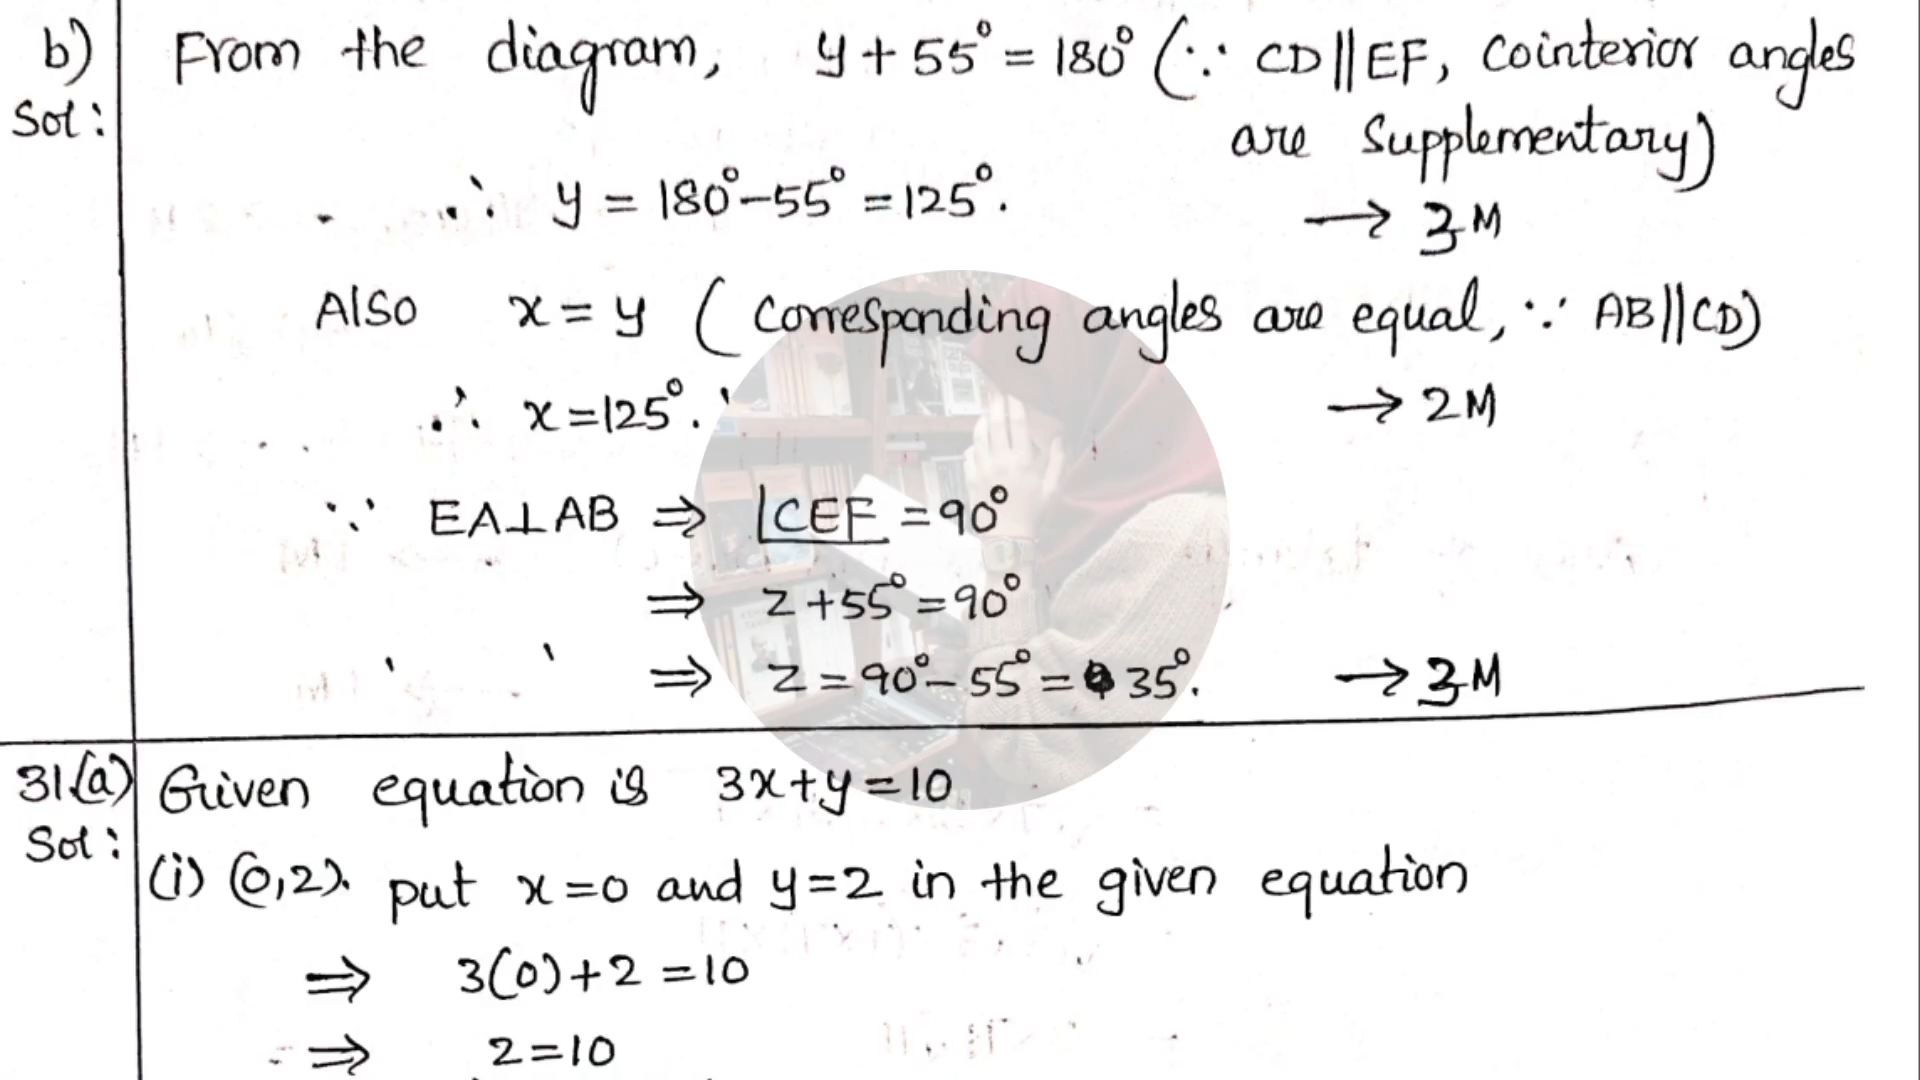 b) From the diagram, y + 55° = 180° (∵ CD∥EF, Cointerior angles
Sol: are Supplementary)
∴ y = 180° − 55° = 125°. → 3M
Also x = y (Corresponding angles are equal, ∵ AB∥CD)
∴ x = 125°. → 2M
∵ EA⊥AB ⇒ ∠CEF = 90°
⇒ z + 55° = 90°
⇒ z = 90° − 55° = 35°. → 3M
31(a) Given equation is 3x + y = 10
Sol:
(i) (0,2). put x = 0 and y = 2 in the given equation
⇒ 3(0) + 2 = 10
⇒ 2 = 10